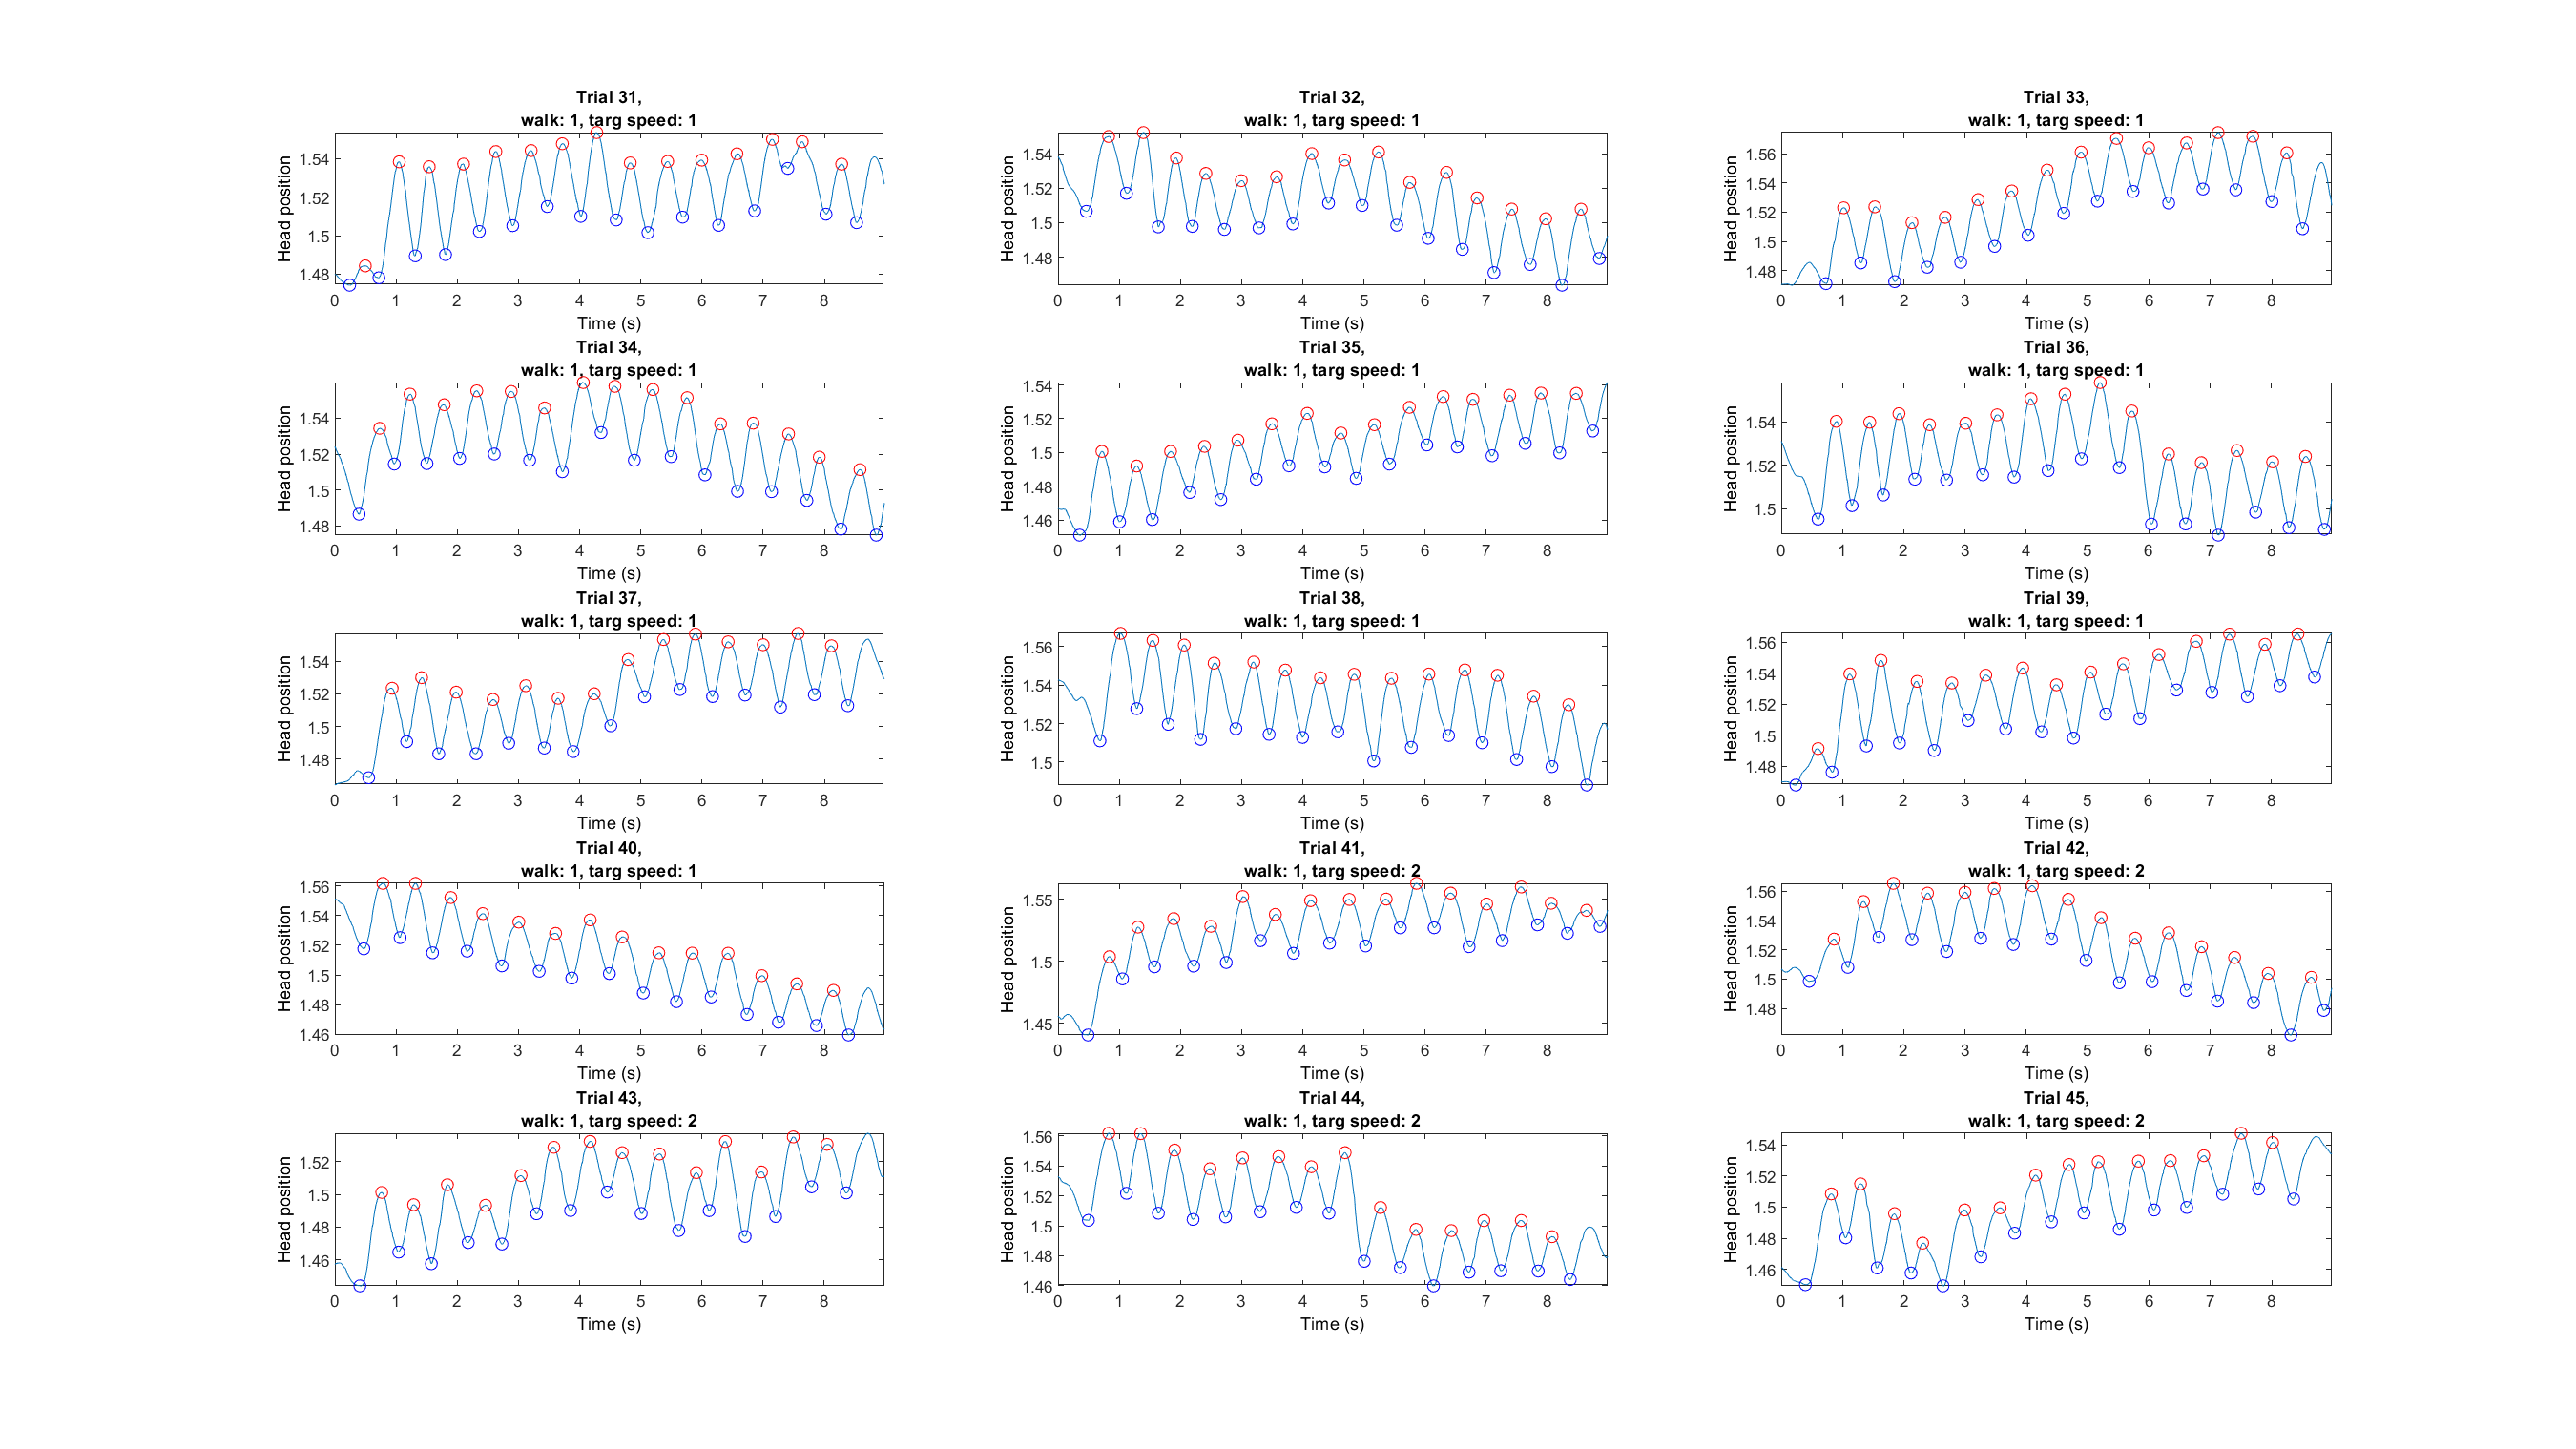 Trial 31,
walk: 1, targ speed: 1
Head position
1.54
1.52
1.5
1.48
0 1 2 3 4 5 6 7 8
Time (s)
Trial 32,
walk: 1, targ speed: 1
Head position
1.54
1.52
1.5
1.48
0 1 2 3 4 5 6 7 8
Time (s)
Trial 33,
walk: 1, targ speed: 1
Head position
1.56
1.54
1.52
1.5
1.48
0 1 2 3 4 5 6 7 8
Time (s)
Trial 34,
walk: 1, targ speed: 1
Head position
1.54
1.52
1.5
1.48
0 1 2 3 4 5 6 7 8
Time (s)
Trial 35,
walk: 1, targ speed: 1
Head position
1.54
1.52
1.5
1.48
1.46
0 1 2 3 4 5 6 7 8
Time (s)
Trial 36,
walk: 1, targ speed: 1
Head position
1.54
1.52
1.5
0 1 2 3 4 5 6 7 8
Time (s)
Trial 37,
walk: 1, targ speed: 1
Head position
1.54
1.52
1.5
1.48
0 1 2 3 4 5 6 7 8
Time (s)
Trial 38,
walk: 1, targ speed: 1
Head position
1.56
1.54
1.52
1.5
0 1 2 3 4 5 6 7 8
Time (s)
Trial 39,
walk: 1, targ speed: 1
Head position
1.56
1.54
1.52
1.5
1.48
0 1 2 3 4 5 6 7 8
Time (s)
Trial 40,
walk: 1, targ speed: 1
Head position
1.56
1.54
1.52
1.5
1.48
1.46
0 1 2 3 4 5 6 7 8
Time (s)
Trial 41,
walk: 1, targ speed: 2
Head position
1.55
1.5
1.45
0 1 2 3 4 5 6 7 8
Time (s)
Trial 42,
walk: 1, targ speed: 2
Head position
1.56
1.54
1.52
1.5
1.48
0 1 2 3 4 5 6 7 8
Time (s)
Trial 43,
walk: 1, targ speed: 2
Head position
1.52
1.5
1.48
1.46
0 1 2 3 4 5 6 7 8
Time (s)
Trial 44,
walk: 1, targ speed: 2
Head position
1.56
1.54
1.52
1.5
1.48
1.46
0 1 2 3 4 5 6 7 8
Time (s)
Trial 45,
walk: 1, targ speed: 2
Head position
1.54
1.52
1.5
1.48
1.46
0 1 2 3 4 5 6 7 8
Time (s)